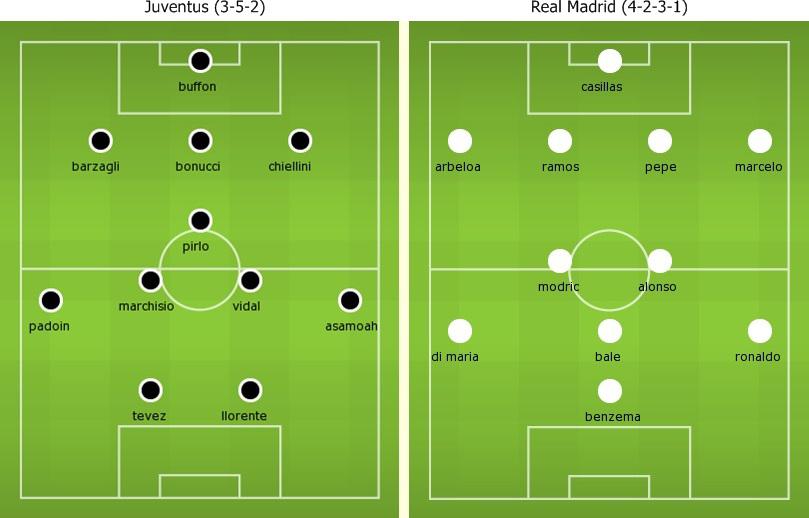 Juventus (3-5-2)
buffon
barzagli bonucci chiellini
pirlo
marchisio vidal
padoin asamoah
tevez llorente
Real Madrid (4-2-3-1)
casillas
arbeloa ramos pepe marcelo
modric alonso
di maria bale ronaldo
benzema